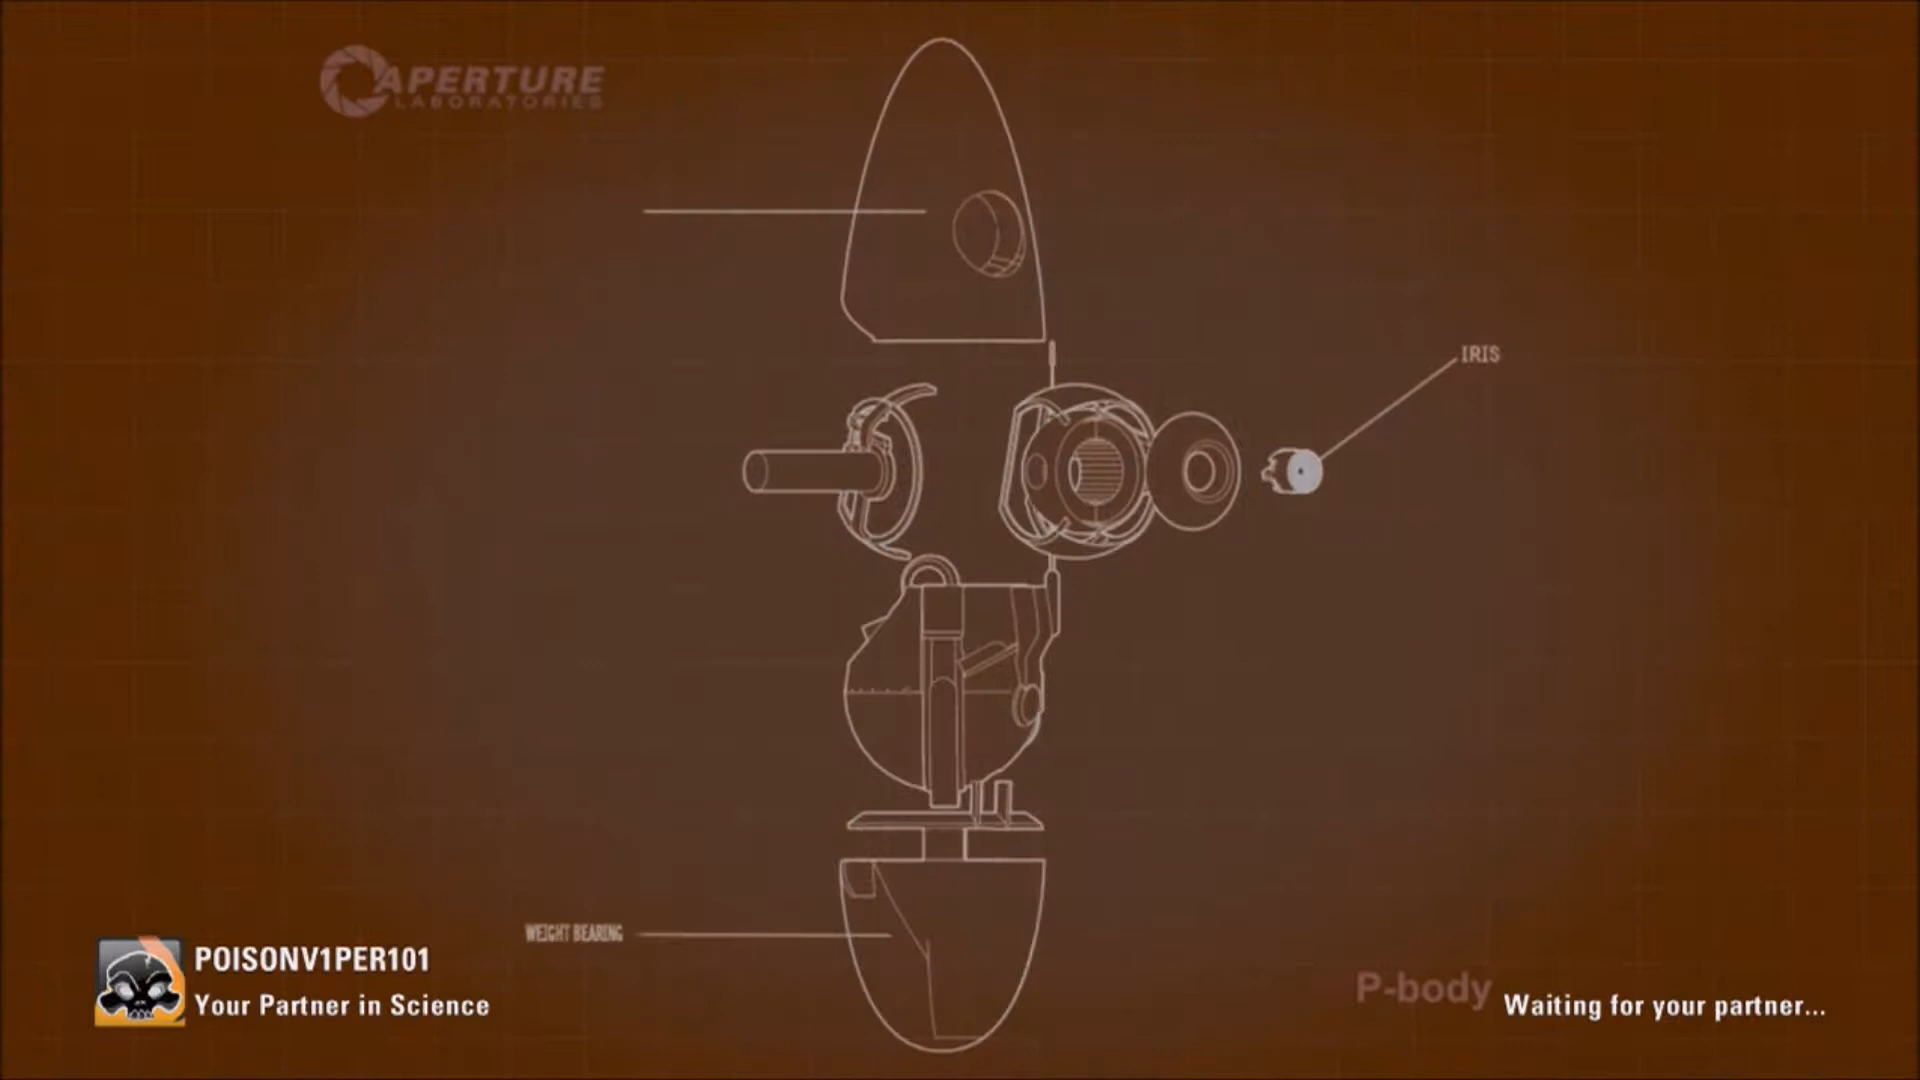 APERTURE
LABORATORIES
IRIS
WEIGHT BEARING
POISONV1PER101
Your Partner in Science
P-body
Waiting for your partner...